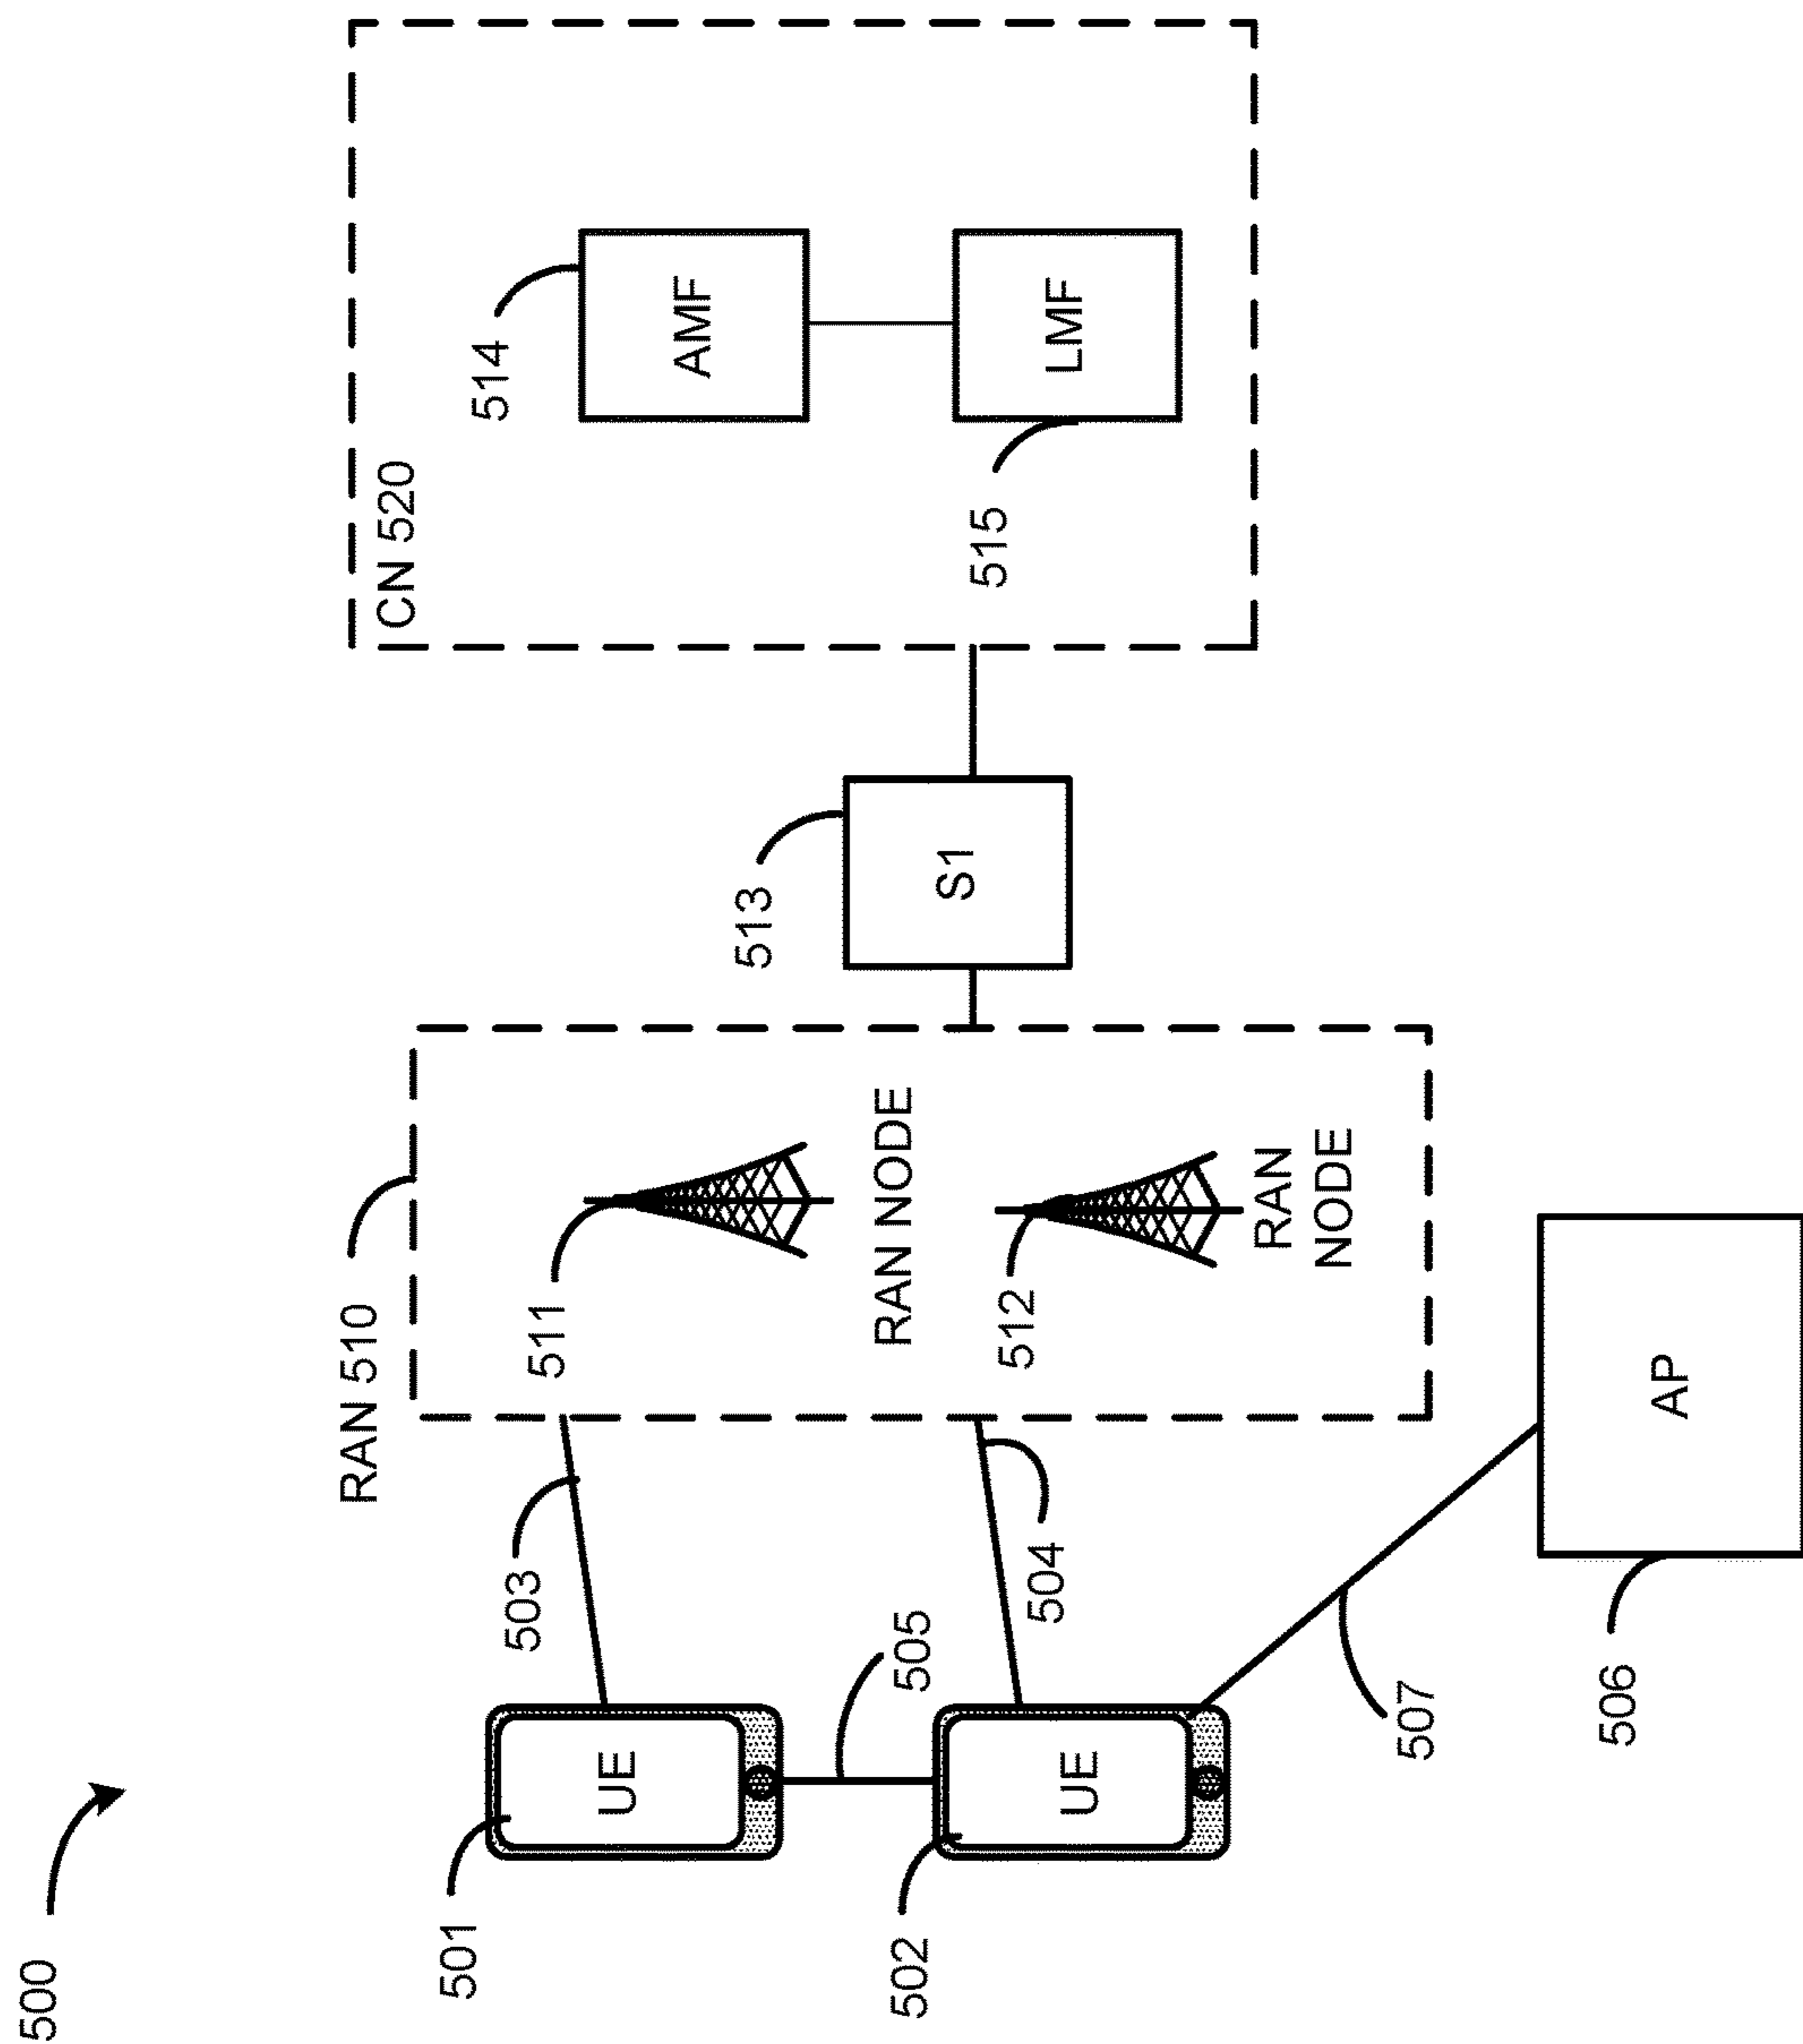 500
CN 520
514
AMF
515
LMF
513
S1
RAN 510
511
RAN NODE
512
RAN
NODE
503
504
501
UE
505
502
UE
507
506
AP